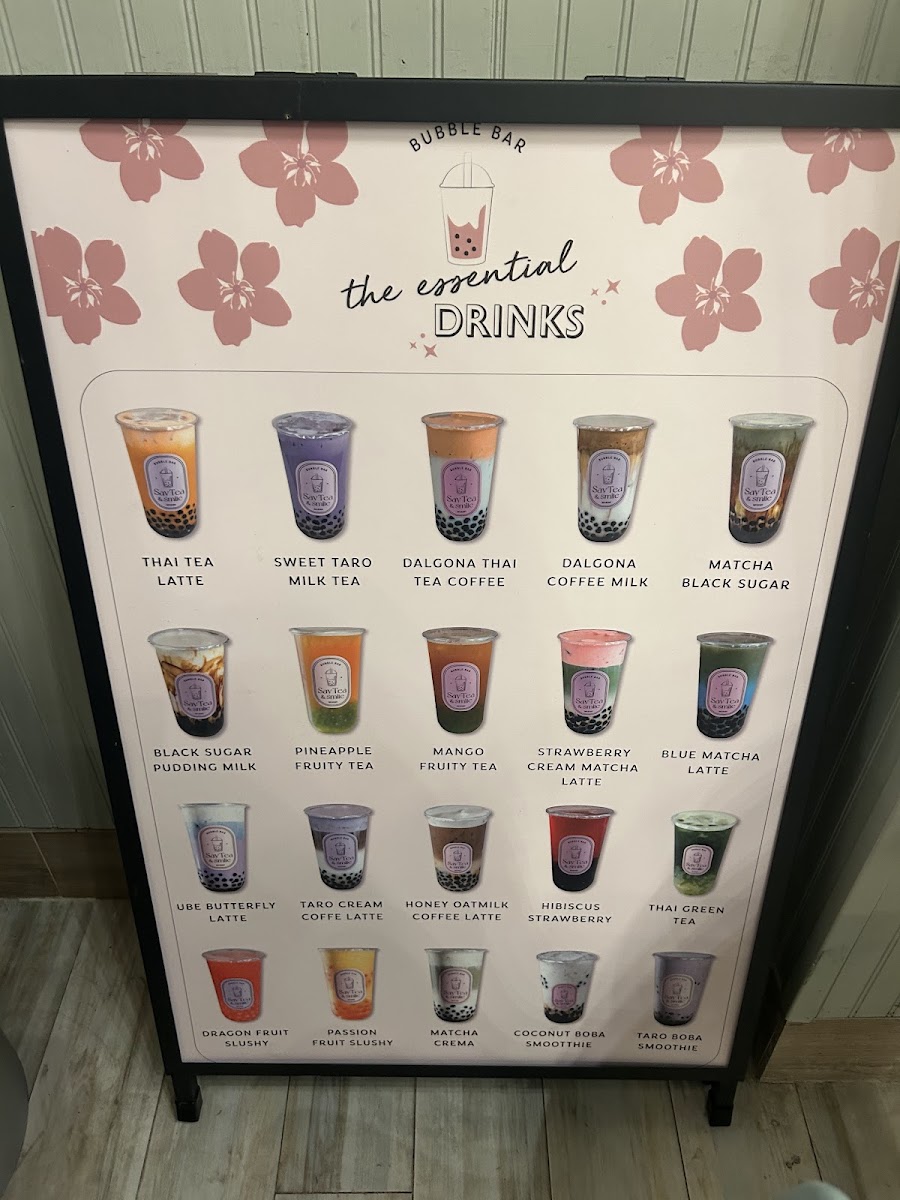 BUBBLE BAR
the essential
DRINKS
THAI TEA
LATTE
SWEET TARO
MILK TEA
DALGONA THAI
TEA COFFEE
DALGONA
COFFEE MILK
MATCHA
BLACK SUGAR
BLACK SUGAR
PUDDING MILK
PINEAPPLE
FRUITY TEA
MANGO
FRUITY TEA
STRAWBERRY
CREAM MATCHA
LATTE
BLUE MATCHA
LATTE
UBE BUTTERFLY
LATTE
TARO CREAM
COFFE LATTE
HONEY OATMILK
COFFEE LATTE
HIBISCUS
STRAWBERRY
THAI GREEN
TEA
DRAGON FRUIT
SLUSHY
PASSION
FRUIT SLUSHY
MATCHA
CREMA
COCONUT BOBA
SMOOTTHIE
TARO BOBA
SMOOTHIE